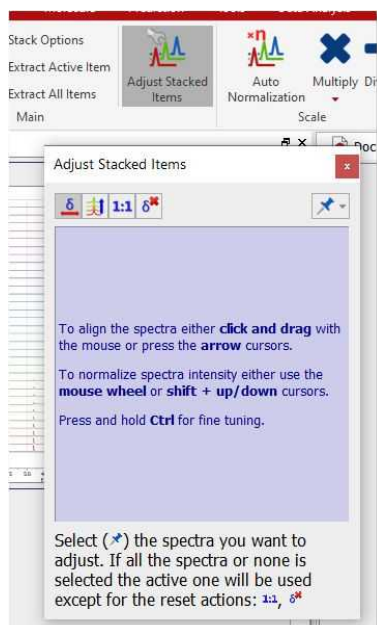 Stack Options
Extract Active Item
Extract All Items
Adjust Stacked
Items
×n
Auto
Normalization
Multiply
Main
Scale
Doc
Adjust Stacked Items
x
δ
1:1
δ
To align the spectra either click and drag with
the mouse or press the arrow cursors.
To normalize spectra intensity either use the
mouse wheel or shift + up/down cursors.
Press and hold Ctrl for fine tuning.
Select () the spectra you want to
adjust. If all the spectra or none is
selected the active one will be used
except for the reset actions: 1:1, δ